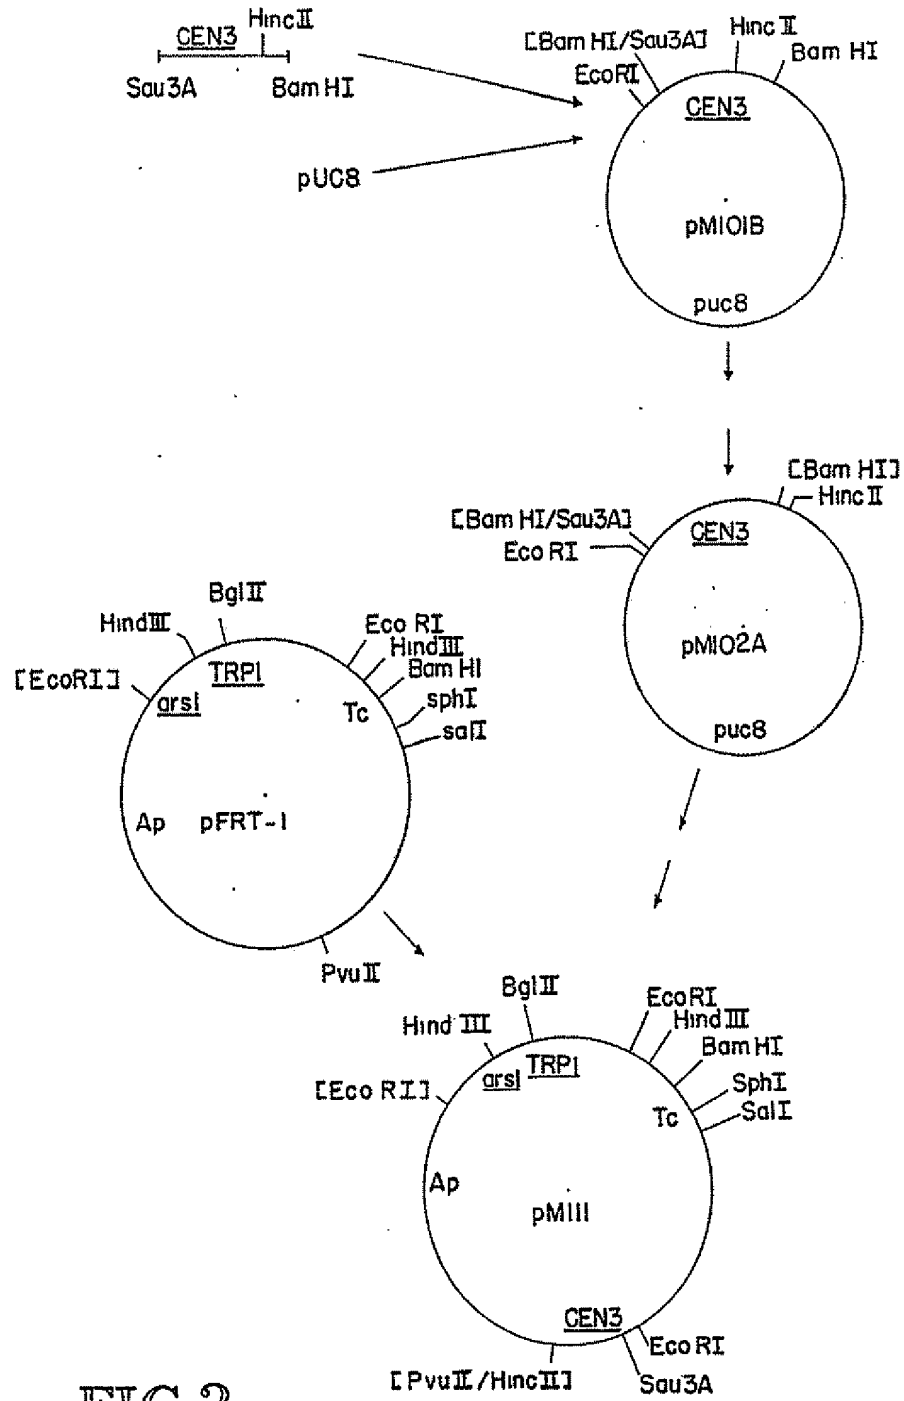 CEN3
HincII
Sau3A
BamHI
pUC8
[BamHI/Sau3A]
EcoRI
HincII
BamHI
CEN3
pM101B
puc8
[BamHI]
HincII
[BamHI/Sau3A]
EcoRI
CEN3
pM102A
puc8
BglII
HindIII
[EcoRI]
ars1
TRP1
EcoRI
HindIII
BamHI
sphI
salI
Tc
Ap
pFRT-1
PvuII
BglII
HindIII
[EcoRI]
ars1
TRP1
EcoRI
HindIII
BamHI
SphI
SalI
Tc
Ap
pM111
CEN3
EcoRI
Sau3A
[PvuII/HincII]
FIG.2